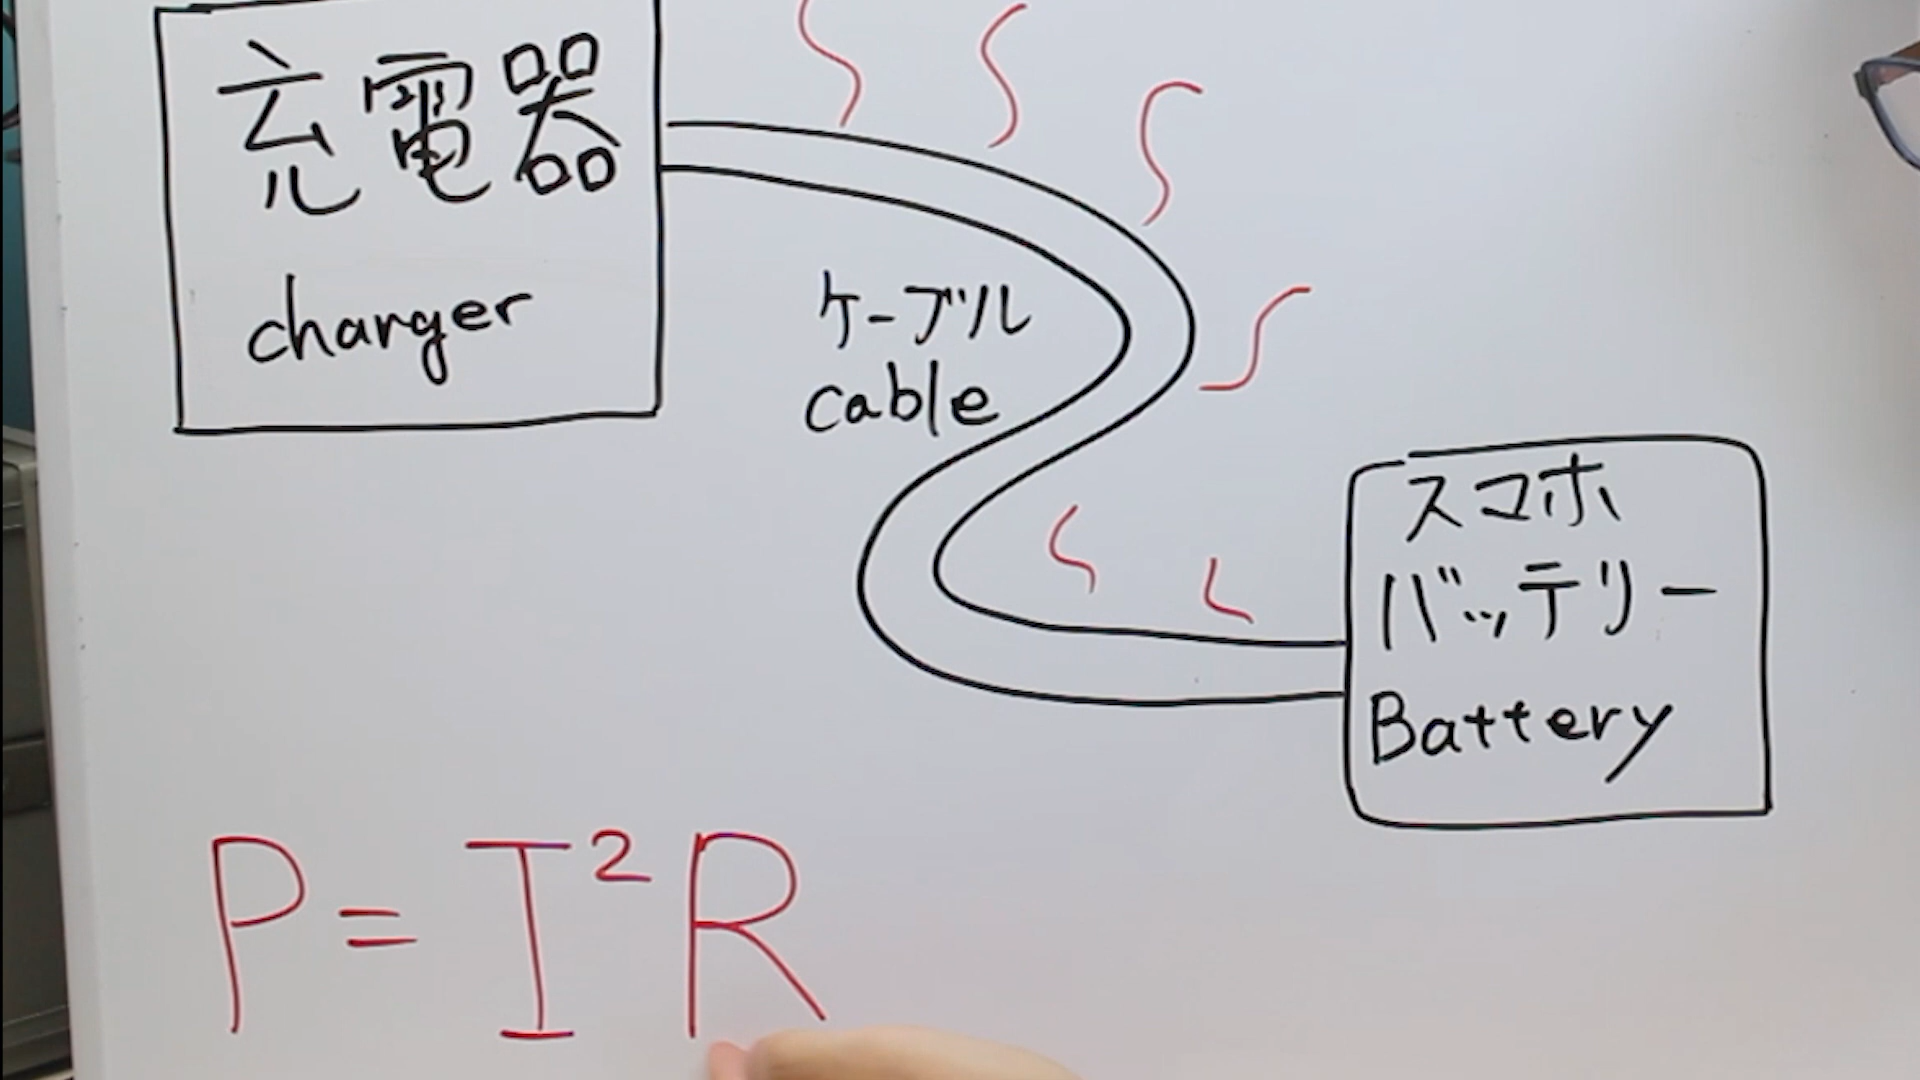 充電器
charger
ケーブル
cable
スマホ
バッテリー
Battery
P=I²R